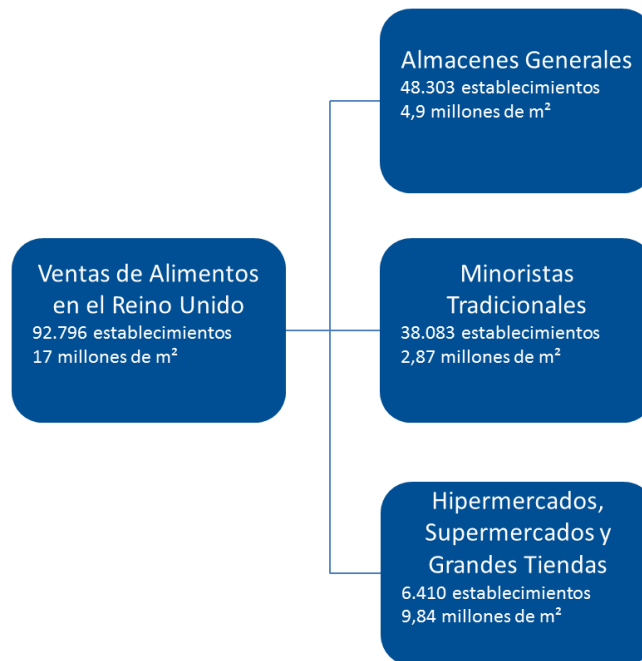 Almacenes Generales
48.303 establecimientos
4,9 millones de m²
Ventas de Alimentos
en el Reino Unido
92.796 establecimientos
17 millones de m²
Minoristas
Tradicionales
38.083 establecimientos
2,87 millones de m²
Hipermercados,
Supermercados y
Grandes Tiendas
6.410 establecimientos
9,84 millones de m²